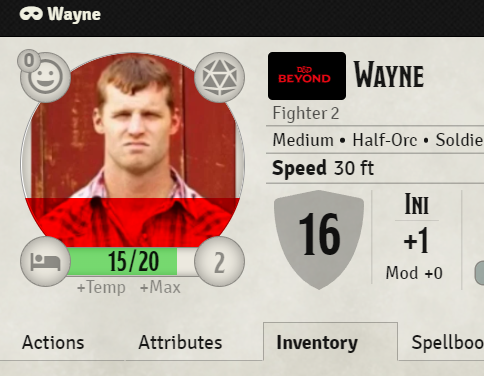 Wayne
0
D&D
BEYOND
WAYNE
Fighter 2
Medium • Half-Orc • Soldie
Speed 30 ft
16
INI
+1
Mod +0
15/20
2
+Temp +Max
Actions
Attributes
Inventory
Spellboo